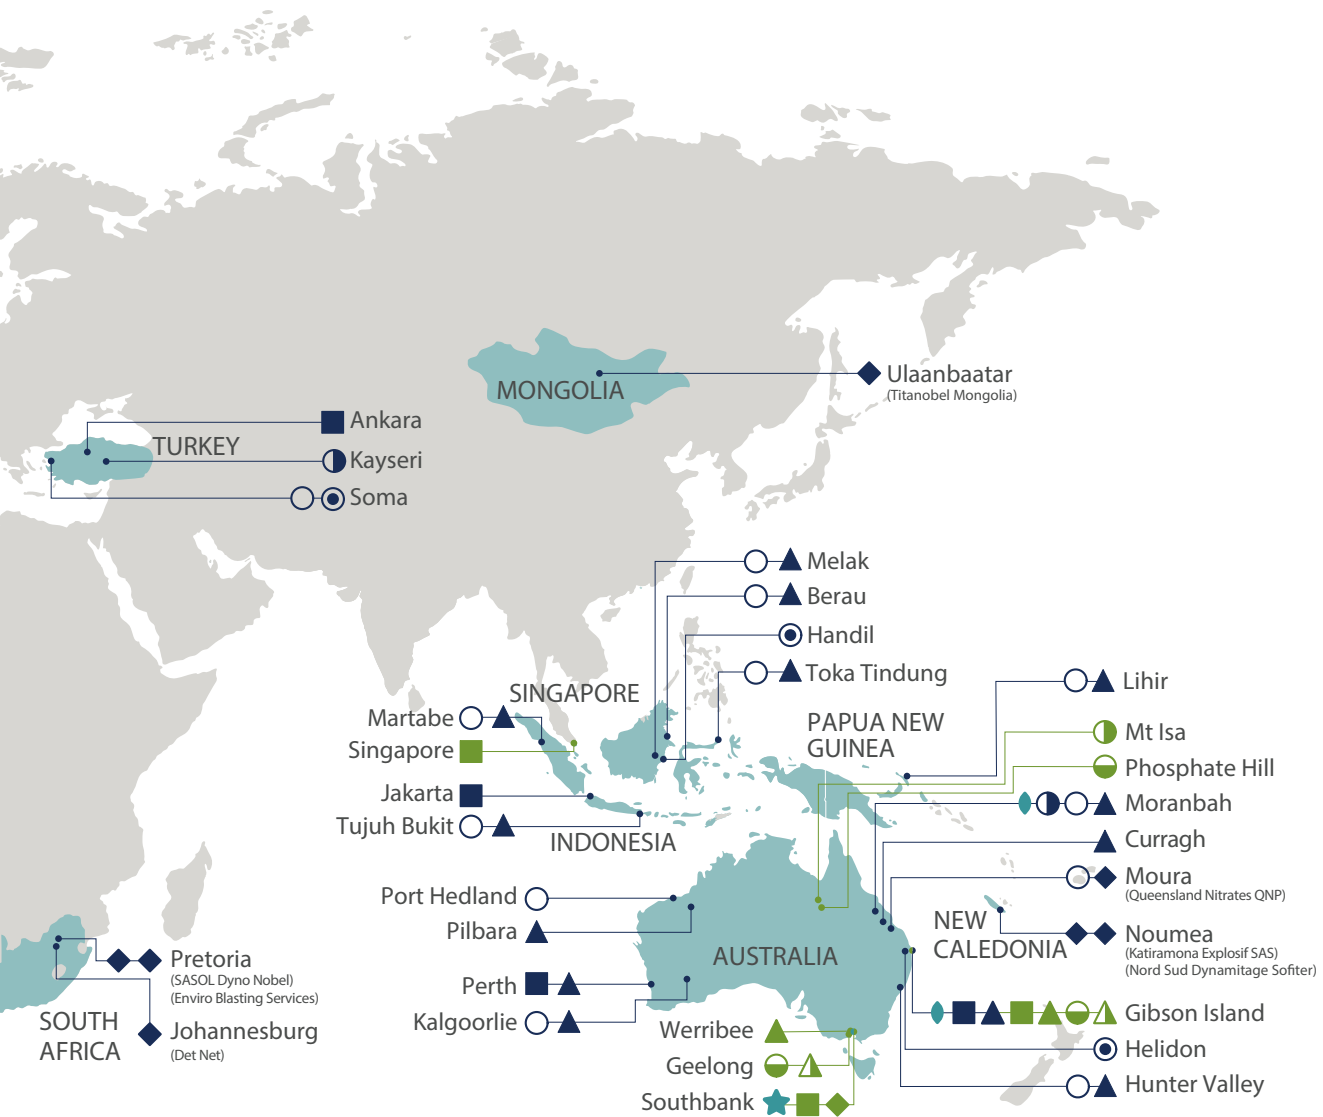 MONGOLIA
Ulaanbaatar
(Titanobel Mongolia)
Ankara
TURKEY
Kayseri
Soma
Melak
Berau
Handil
Toka Tindung
SINGAPORE
Martabe
Singapore
Jakarta
Tujuh Bukit
INDONESIA
PAPUA NEW
GUINEA
Lihir
Mt Isa
Phosphate Hill
Moranbah
Curragh
Moura
(Queensland Nitrates QNP)
NEW
CALEDONIA
Noumea
(Katiramona Explosif SAS)
(Nord Sud Dynamitage Sofiter)
Port Hedland
Pilbara
AUSTRALIA
Perth
Kalgoorlie
Werribee
Geelong
Southbank
Gibson Island
Helidon
Hunter Valley
Pretoria
(SASOL Dyno Nobel)
(Enviro Blasting Services)
SOUTH
AFRICA
Johannesburg
(Det Net)